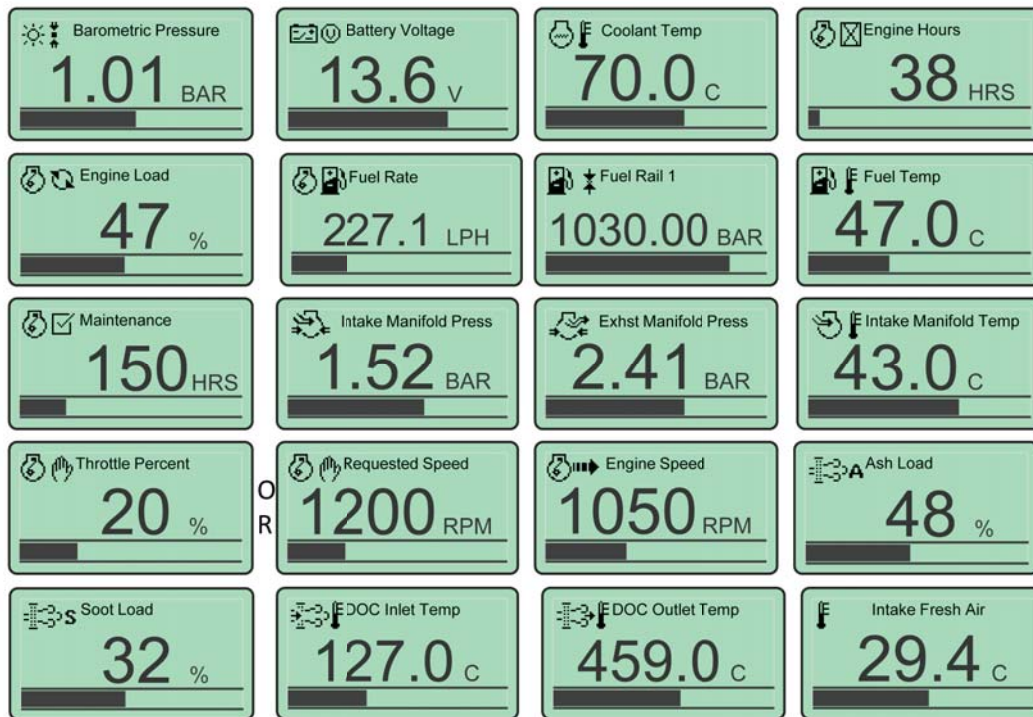 Barometric Pressure
1.01 BAR
Battery Voltage
13.6 V
Coolant Temp
70.0 C
Engine Hours
38 HRS
Engine Load
47 %
Fuel Rate
227.1 LPH
Fuel Rail 1
1030.00 BAR
Fuel Temp
47.0 C
Maintenance
150 HRS
Intake Manifold Press
1.52 BAR
Exhst Manifold Press
2.41 BAR
Intake Manifold Temp
43.0 C
Throttle Percent
20 %
O
R
Requested Speed
1200 RPM
Engine Speed
1050 RPM
A Ash Load
48 %
S Soot Load
32 %
DOC Inlet Temp
127.0 C
DOC Outlet Temp
459.0 C
Intake Fresh Air
29.4 C